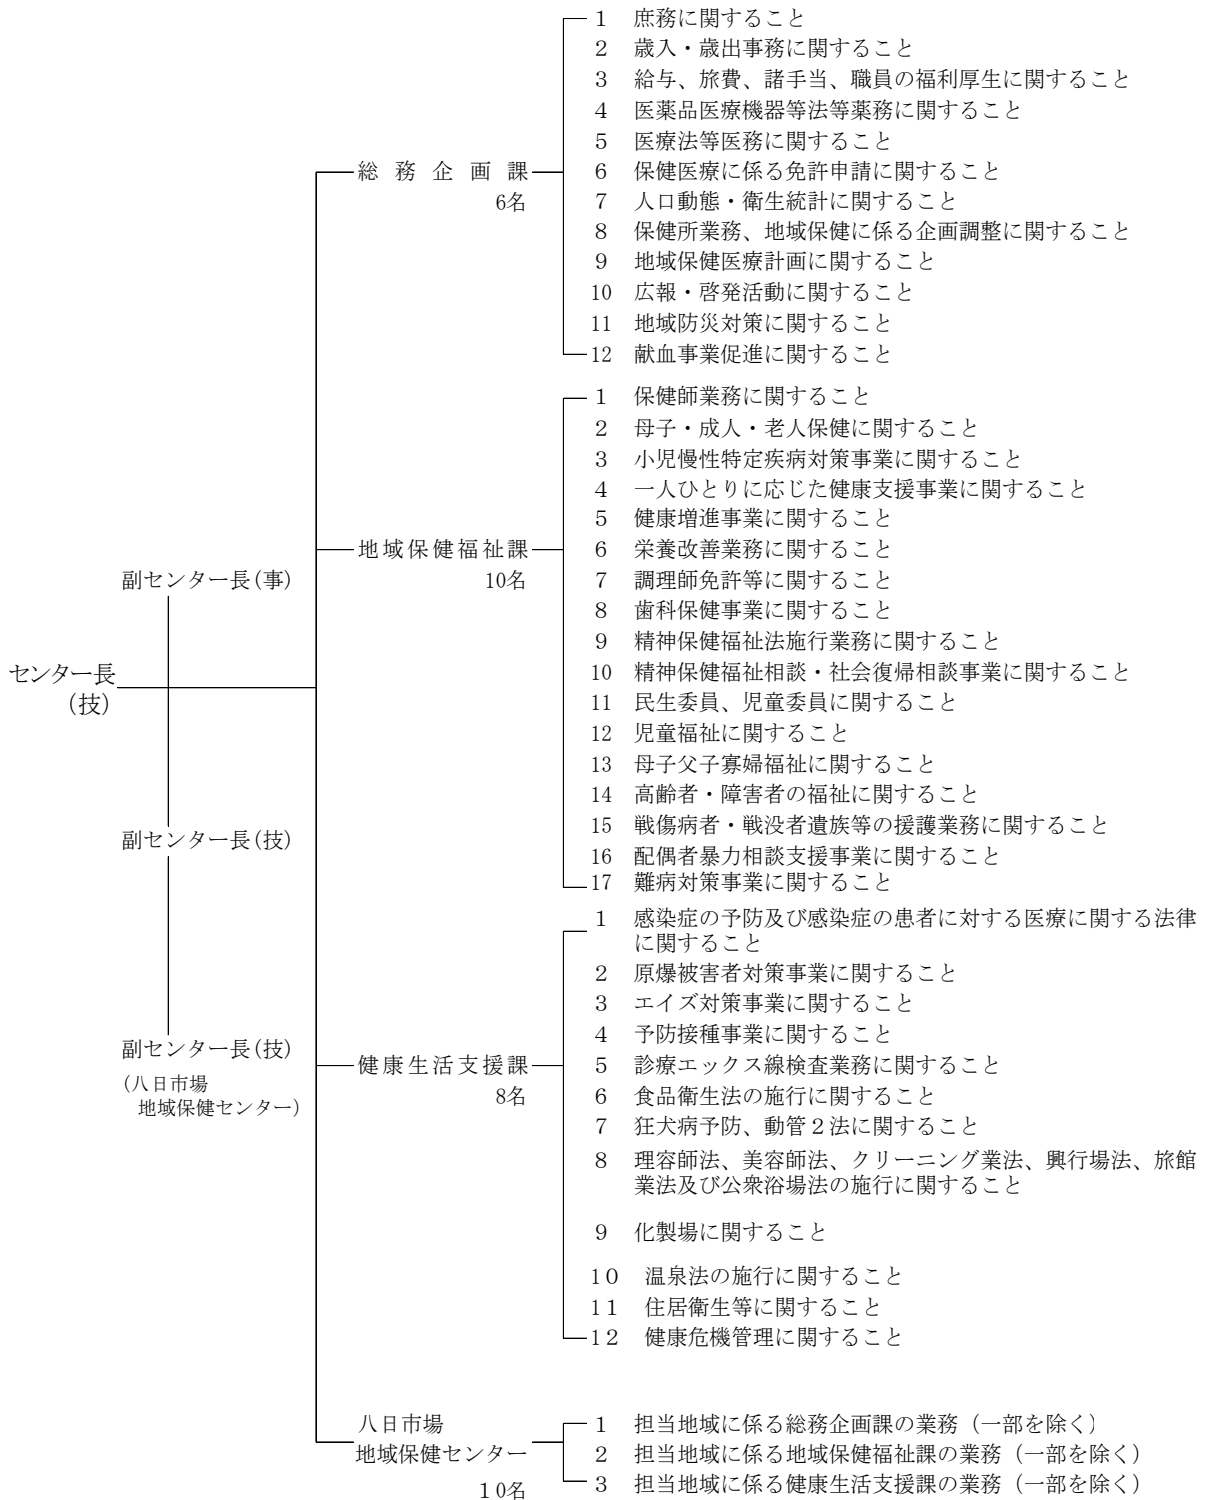 センター長
(技)
副センター長(事)
副センター長(技)
副センター長(技)
(八日市場
地域保健センター)
総務企画課
6名
1 庶務に関すること
2 歳入・歳出事務に関すること
3 給与、旅費、諸手当、職員の福利厚生に関すること
4 医薬品医療機器等法等薬務に関すること
5 医療法等医務に関すること
6 保健医療に係る免許申請に関すること
7 人口動態・衛生統計に関すること
8 保健所業務、地域保健に係る企画調整に関すること
9 地域保健医療計画に関すること
10 広報・啓発活動に関すること
11 地域防災対策に関すること
12 献血事業促進に関すること
地域保健福祉課
10名
1 保健師業務に関すること
2 母子・成人・老人保健に関すること
3 小児慢性特定疾病対策事業に関すること
4 一人ひとりに応じた健康支援事業に関すること
5 健康増進事業に関すること
6 栄養改善業務に関すること
7 調理師免許等に関すること
8 歯科保健事業に関すること
9 精神保健福祉法施行業務に関すること
10 精神保健福祉相談・社会復帰相談事業に関すること
11 民生委員、児童委員に関すること
12 児童福祉に関すること
13 母子父子寡婦福祉に関すること
14 高齢者・障害者の福祉に関すること
15 戦傷病者・戦没者遺族等の援護業務に関すること
16 配偶者暴力相談支援事業に関すること
17 難病対策事業に関すること
健康生活支援課
8名
1 感染症の予防及び感染症の患者に対する医療に関する法律
に関すること
2 原爆被害者対策事業に関すること
3 エイズ対策事業に関すること
4 予防接種事業に関すること
5 診療エックス線検査業務に関すること
6 食品衛生法の施行に関すること
7 狂犬病予防、動管２法に関すること
8 理容師法、美容師法、クリーニング業法、興行場法、旅館
業法及び公衆浴場法の施行に関すること
9 化製場に関すること
１０ 温泉法の施行に関すること
１１ 住居衛生等に関すること
１２ 健康危機管理に関すること
八日市場
地域保健センター
１０名
1 担当地域に係る総務企画課の業務（一部を除く）
2 担当地域に係る地域保健福祉課の業務（一部を除く）
3 担当地域に係る健康生活支援課の業務（一部を除く）